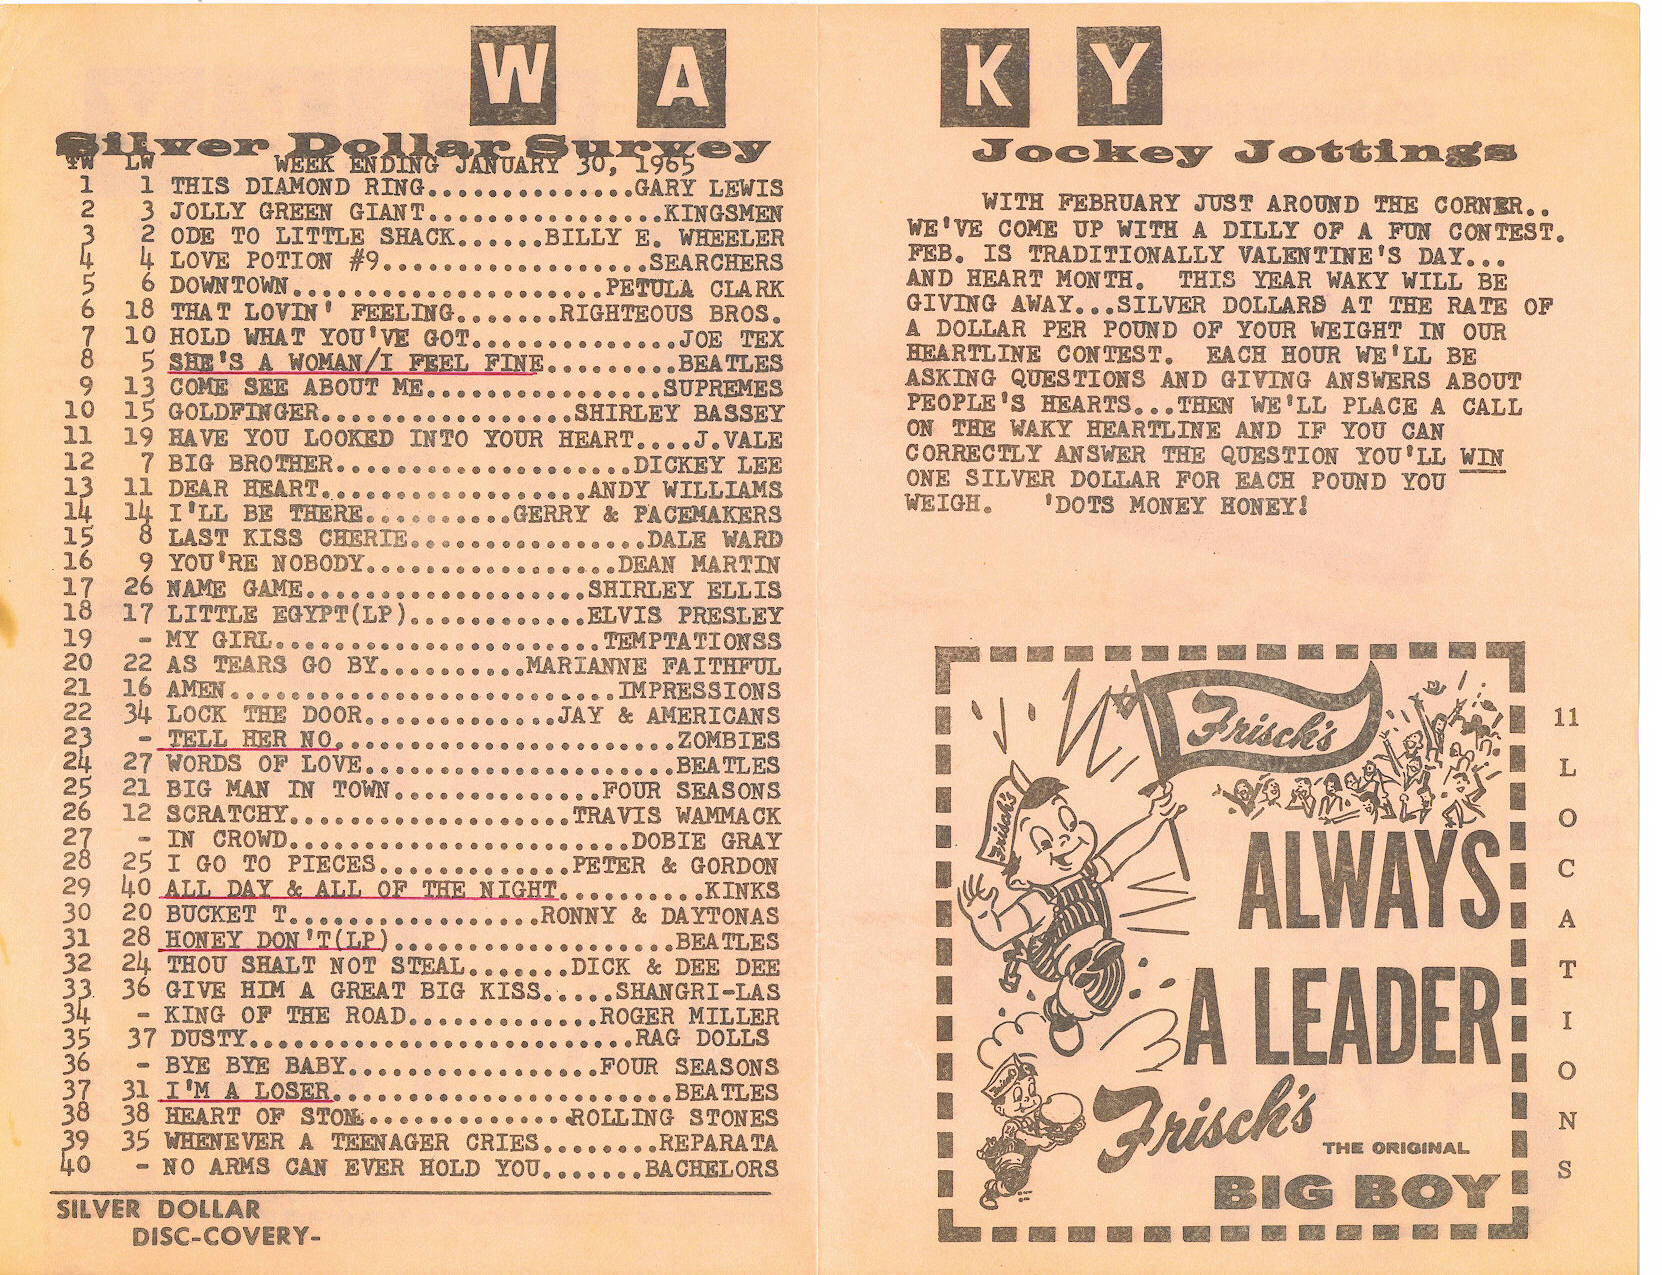 W A K Y
Silver Dollar Survey
TW LW WEEK ENDING JANUARY 30, 1965
1 1 THIS DIAMOND RING..............GARY LEWIS
2 3 JOLLY GREEN GIANT................KINGSMEN
3 2 ODE TO LITTLE SHACK......BILLY E. WHEELER
4 4 LOVE POTION #9..................SEARCHERS
5 6 DOWNTOWN.....................PETULA CLARK
6 18 THAT LOVIN' FEELING.......RIGHTEOUS BROS.
7 10 HOLD WHAT YOU'VE GOT..............JOE TEX
8 5 SHE'S A WOMAN/I FEEL FINE.........BEATLES
9 13 COME SEE ABOUT ME................SUPREMES
10 15 GOLDFINGER.................SHIRLEY BASSEY
11 19 HAVE YOU LOOKED INTO YOUR HEART....J.VALE
12 7 BIG BROTHER....................DICKEY LEE
13 11 DEAR HEART..................ANDY WILLIAMS
14 14 I'LL BE THERE..........GERRY & PACEMAKERS
15 8 LAST KISS CHERIE................DALE WARD
16 9 YOU'RE NOBODY.................DEAN MARTIN
17 26 NAME GAME...................SHIRLEY ELLIS
18 17 LITTLE EGYPT(LP)............ELVIS PRESLEY
19 - MY GIRL......................TEMPTATIONSS
20 22 AS TEARS GO BY..........MARIANNE FAITHFUL
21 16 AMEN..........................IMPRESSIONS
22 34 LOCK THE DOOR.............JAY & AMERICANS
23 - TELL HER NO.......................ZOMBIES
24 27 WORDS OF LOVE.....................BEATLES
25 21 BIG MAN IN TOWN..............FOUR SEASONS
26 12 SCRATCHY...................TRAVIS WAMMACK
27 - IN CROWD.......................DOBIE GRAY
28 25 I GO TO PIECES.............PETER & GORDON
29 40 ALL DAY & ALL OF THE NIGHT..........KINKS
30 20 BUCKET T.................RONNY & DAYTONAS
31 28 HONEY DON'T(LP)...................BEATLES
32 24 THOU SHALT NOT STEAL.......DICK & DEE DEE
33 36 GIVE HIM A GREAT BIG KISS.....SHANGRI-LAS
34 - KING OF THE ROAD.............ROGER MILLER
35 37 DUSTY..........................RAG DOLLS
36 - BYE BYE BABY.................FOUR SEASONS
37 31 I'M A LOSER.......................BEATLES
38 38 HEART OF STONE..............ROLLING STONES
39 35 WHENEVER A TEENAGER CRIES........REPARATA
40 - NO ARMS CAN EVER HOLD YOU.......BACHELORS
SILVER DOLLAR
DISC-COVERY-
Jockey Jottings
WITH FEBRUARY JUST AROUND THE CORNER..
WE'VE COME UP WITH A DILLY OF A FUN CONTEST.
FEB. IS TRADITIONALLY VALENTINE'S DAY...
AND HEART MONTH. THIS YEAR WAKY WILL BE
GIVING AWAY...SILVER DOLLARS AT THE RATE OF
A DOLLAR PER POUND OF YOUR WEIGHT IN OUR
HEARTLINE CONTEST. EACH HOUR WE'LL BE
ASKING QUESTIONS AND GIVING ANSWERS ABOUT
PEOPLE'S HEARTS...THEN WE'LL PLACE A CALL
ON THE WAKY HEARTLINE AND IF YOU CAN
CORRECTLY ANSWER THE QUESTION YOU'LL WIN
ONE SILVER DOLLAR FOR EACH POUND YOU
WEIGH. 'DOTS MONEY HONEY!
Frisch's
Frisch's
ALWAYS
A LEADER
Frisch's
Frisch's
THE ORIGINAL
BIG BOY
11 LOCATIONS